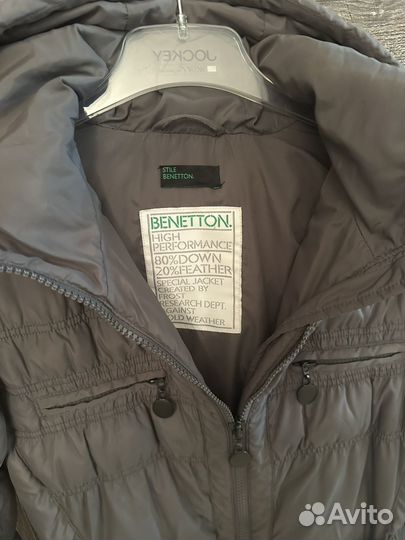 JOCKEY
STILE
BENETTON.
BENETTON.
HIGH
PERFORMANCE
80%DOWN
20%FEATHER
SPECIAL JACKET
CREATED BY
FROST
RESEARCH DEPT.
AGAINST
COLD WEATHER
Avito